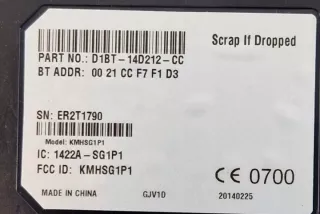 Scrap If Dropped
PART NO.: D1BT-14D212-CC
BT ADDR: 00 21 CC F7 F1 D3
SN: ER2T1790
Model: KMHSG1P1
IC: 1422A-SG1P1
FCC ID: KMHSG1P1
CE 0700
MADE IN CHINA GJV10 20140225